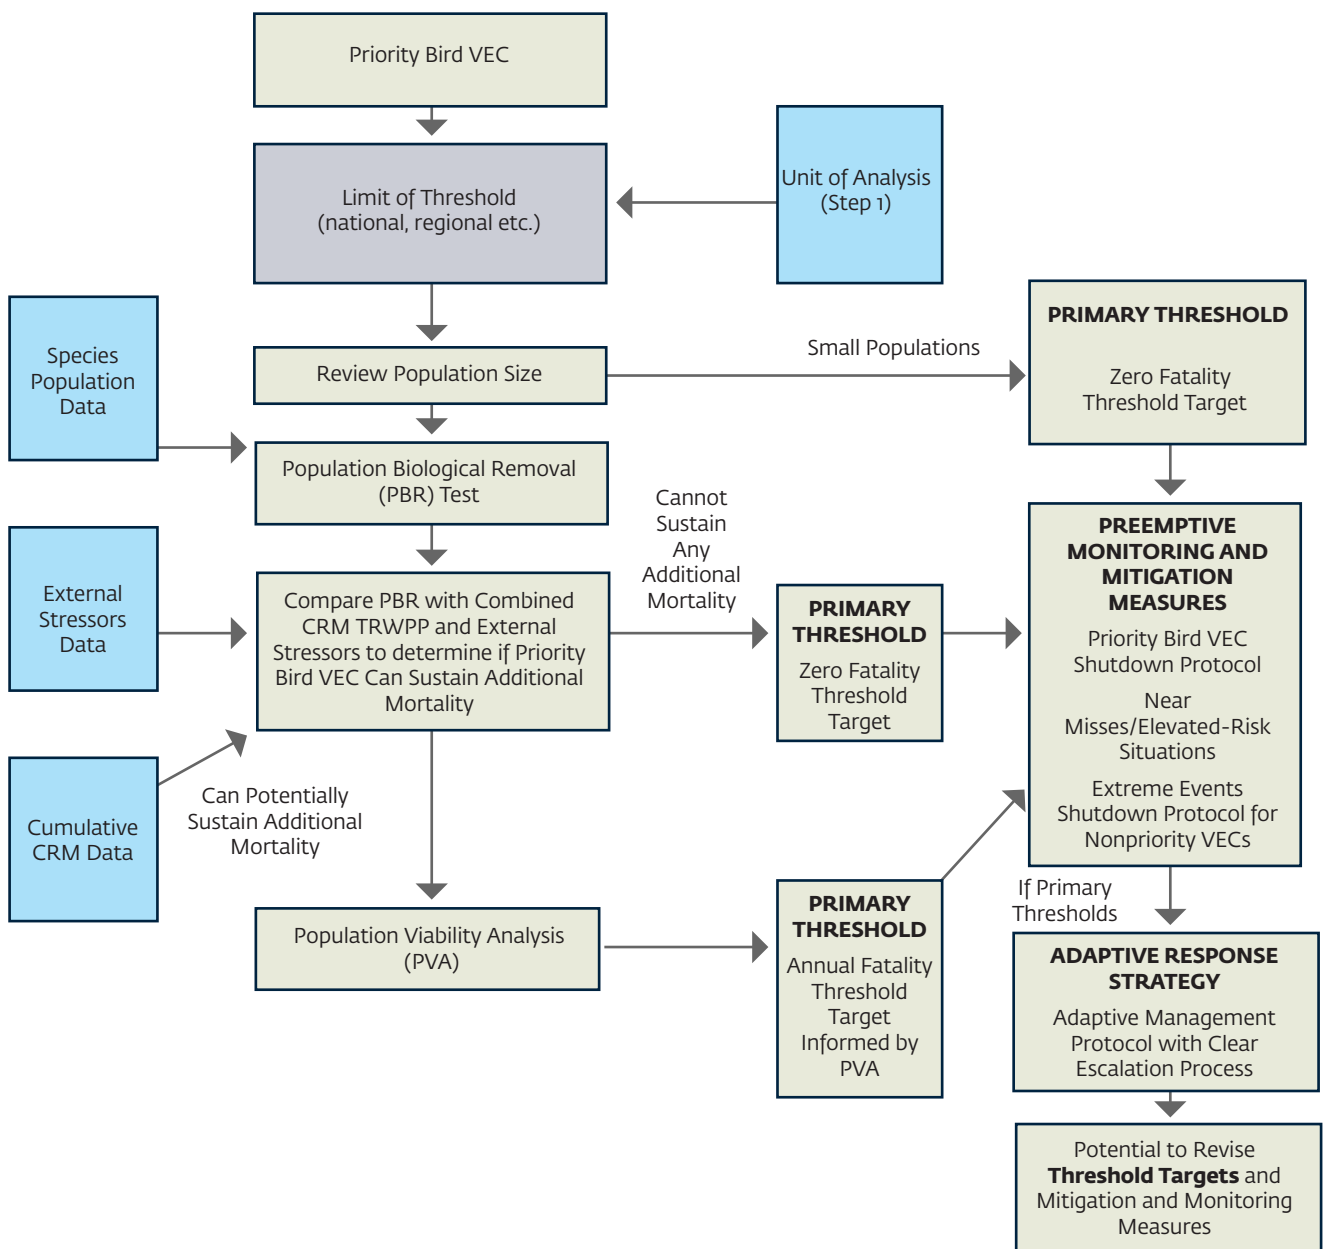 Priority Bird VEC
Limit of Threshold
(national, regional etc.)
Unit of Analysis
(Step 1)
Species
Population
Data
Review Population Size
Small Populations
PRIMARY THRESHOLD
Zero Fatality
Threshold Target
Population Biological Removal
(PBR) Test
Cannot
Sustain
Any
Additional
Mortality
External
Stressors
Data
Compare PBR with Combined
CRM TRWPP and External
Stressors to determine if Priority
Bird VEC Can Sustain Additional
Mortality
PRIMARY
THRESHOLD
Zero Fatality
Threshold
Target
PREEMPTIVE
MONITORING AND
MITIGATION
MEASURES
Priority Bird VEC
Shutdown Protocol
Near
Misses/Elevated-Risk
Situations
Extreme Events
Shutdown Protocol for
Nonpriority VECs
Cumulative
CRM Data
Can Potentially
Sustain Additional
Mortality
Population Viability Analysis
(PVA)
PRIMARY
THRESHOLD
Annual Fatality
Threshold
Target
Informed by
PVA
If Primary
Thresholds
ADAPTIVE RESPONSE
STRATEGY
Adaptive Management
Protocol with Clear
Escalation Process
Potential to Revise
Threshold Targets and
Mitigation and Monitoring
Measures